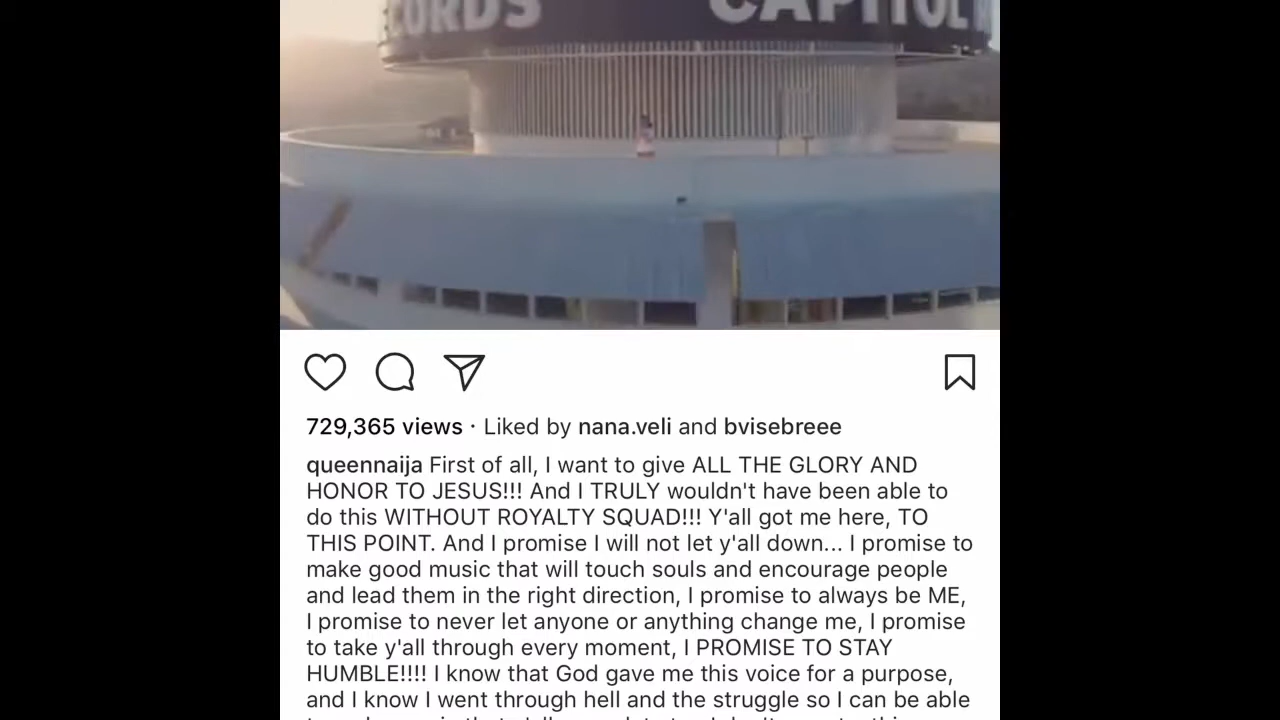 CORDS CAPITOL
729,365 views · Liked by nana.veli and bvisebreee
queennaija First of all, I want to give ALL THE GLORY AND
HONOR TO JESUS!!! And I TRULY wouldn't have been able to
do this WITHOUT ROYALTY SQUAD!!! Y'all got me here, TO
THIS POINT. And I promise I will not let y'all down... I promise to
make good music that will touch souls and encourage people
and lead them in the right direction, I promise to always be ME,
I promise to never let anyone or anything change me, I promise
to take y'all through every moment, I PROMISE TO STAY
HUMBLE!!!! I know that God gave me this voice for a purpose,
and I know I went through hell and the struggle so I can be able